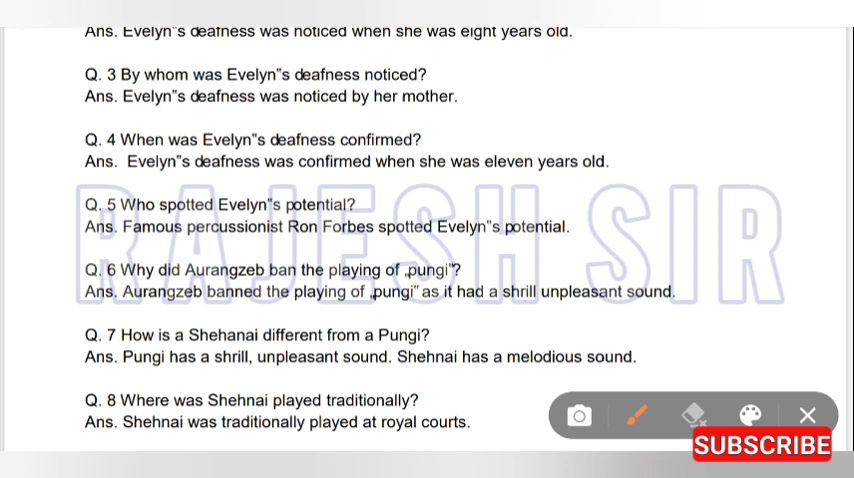 Ans. Evelyn"s deafness was noticed when she was eight years old.
Q. 3 By whom was Evelyn"s deafness noticed?
Ans. Evelyn"s deafness was noticed by her mother.
Q. 4 When was Evelyn"s deafness confirmed?
Ans. Evelyn"s deafness was confirmed when she was eleven years old.
RAJESH SIR
Q. 5 Who spotted Evelyn"s potential?
Ans. Famous percussionist Ron Forbes spotted Evelyn"s potential.
Q. 6 Why did Aurangzeb ban the playing of „pungi"?
Ans. Aurangzeb banned the playing of „pungi" as it had a shrill unpleasant sound.
Q. 7 How is a Shehanai different from a Pungi?
Ans. Pungi has a shrill, unpleasant sound. Shehnai has a melodious sound.
Q. 8 Where was Shehnai played traditionally?
Ans. Shehnai was traditionally played at royal courts.
SUBSCRIBE